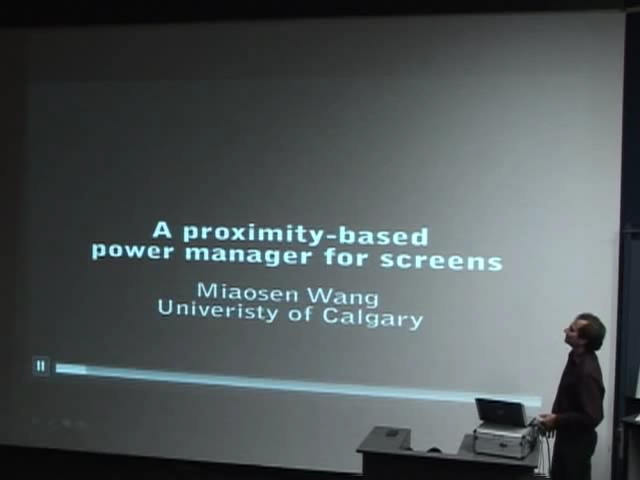 A proximity-based
power manager for screens
Miaosen Wang
Univeristy of Calgary